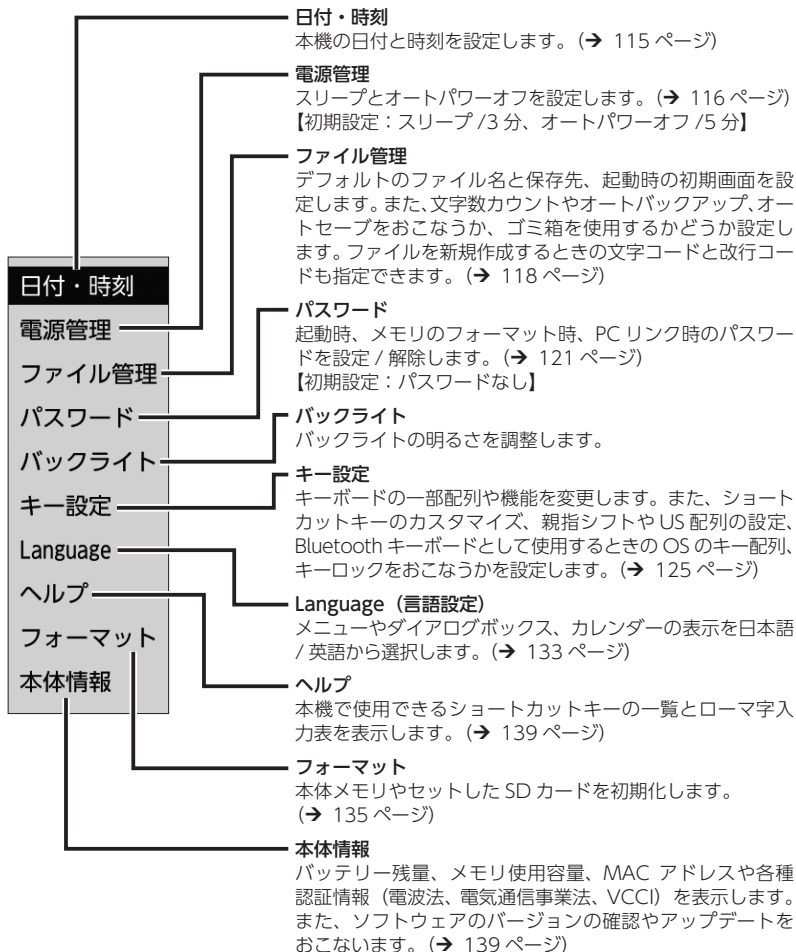 日付・時刻
本機の日付と時刻を設定します。(→ 115 ページ)
電源管理
スリープとオートパワーオフを設定します。(→ 116 ページ)
【初期設定：スリープ /3 分、オートパワーオフ /5 分】
ファイル管理
デフォルトのファイル名と保存先、起動時の初期画面を設
定します。また、文字数カウントやオートバックアップ、オー
トセーブをおこなうか、ゴミ箱を使用するかどうか設定し
ます。ファイルを新規作成するときの文字コードと改行コー
ドも指定できます。(→ 118 ページ)
パスワード
起動時、メモリのフォーマット時、PC リンク時のパスワー
ドを設定 / 解除します。(→ 121 ページ)
【初期設定：パスワードなし】
バックライト
バックライトの明るさを調整します。
キー設定
キーボードの一部配列や機能を変更します。また、ショート
カットキーのカスタマイズ、親指シフトや US 配列の設定、
Bluetooth キーボードとして使用するときの OS のキー配列、
キーロックをおこなうかを設定します。(→ 125 ページ)
Language（言語設定）
メニューやダイアログボックス、カレンダーの表示を日本語
/ 英語から選択します。(→ 133 ページ)
ヘルプ
本機で使用できるショートカットキーの一覧とローマ字入
力表を表示します。(→ 139 ページ)
フォーマット
本体メモリやセットした SD カードを初期化します。
(→ 135 ページ)
本体情報
バッテリー残量、メモリ使用容量、MAC アドレスや各種
認証情報（電波法、電気通信事業法、VCCI）を表示します。
また、ソフトウェアのバージョンの確認やアップデートを
おこないます。(→ 139 ページ)
日付・時刻
電源管理
ファイル管理
パスワード
バックライト
キー設定
Language
ヘルプ
フォーマット
本体情報